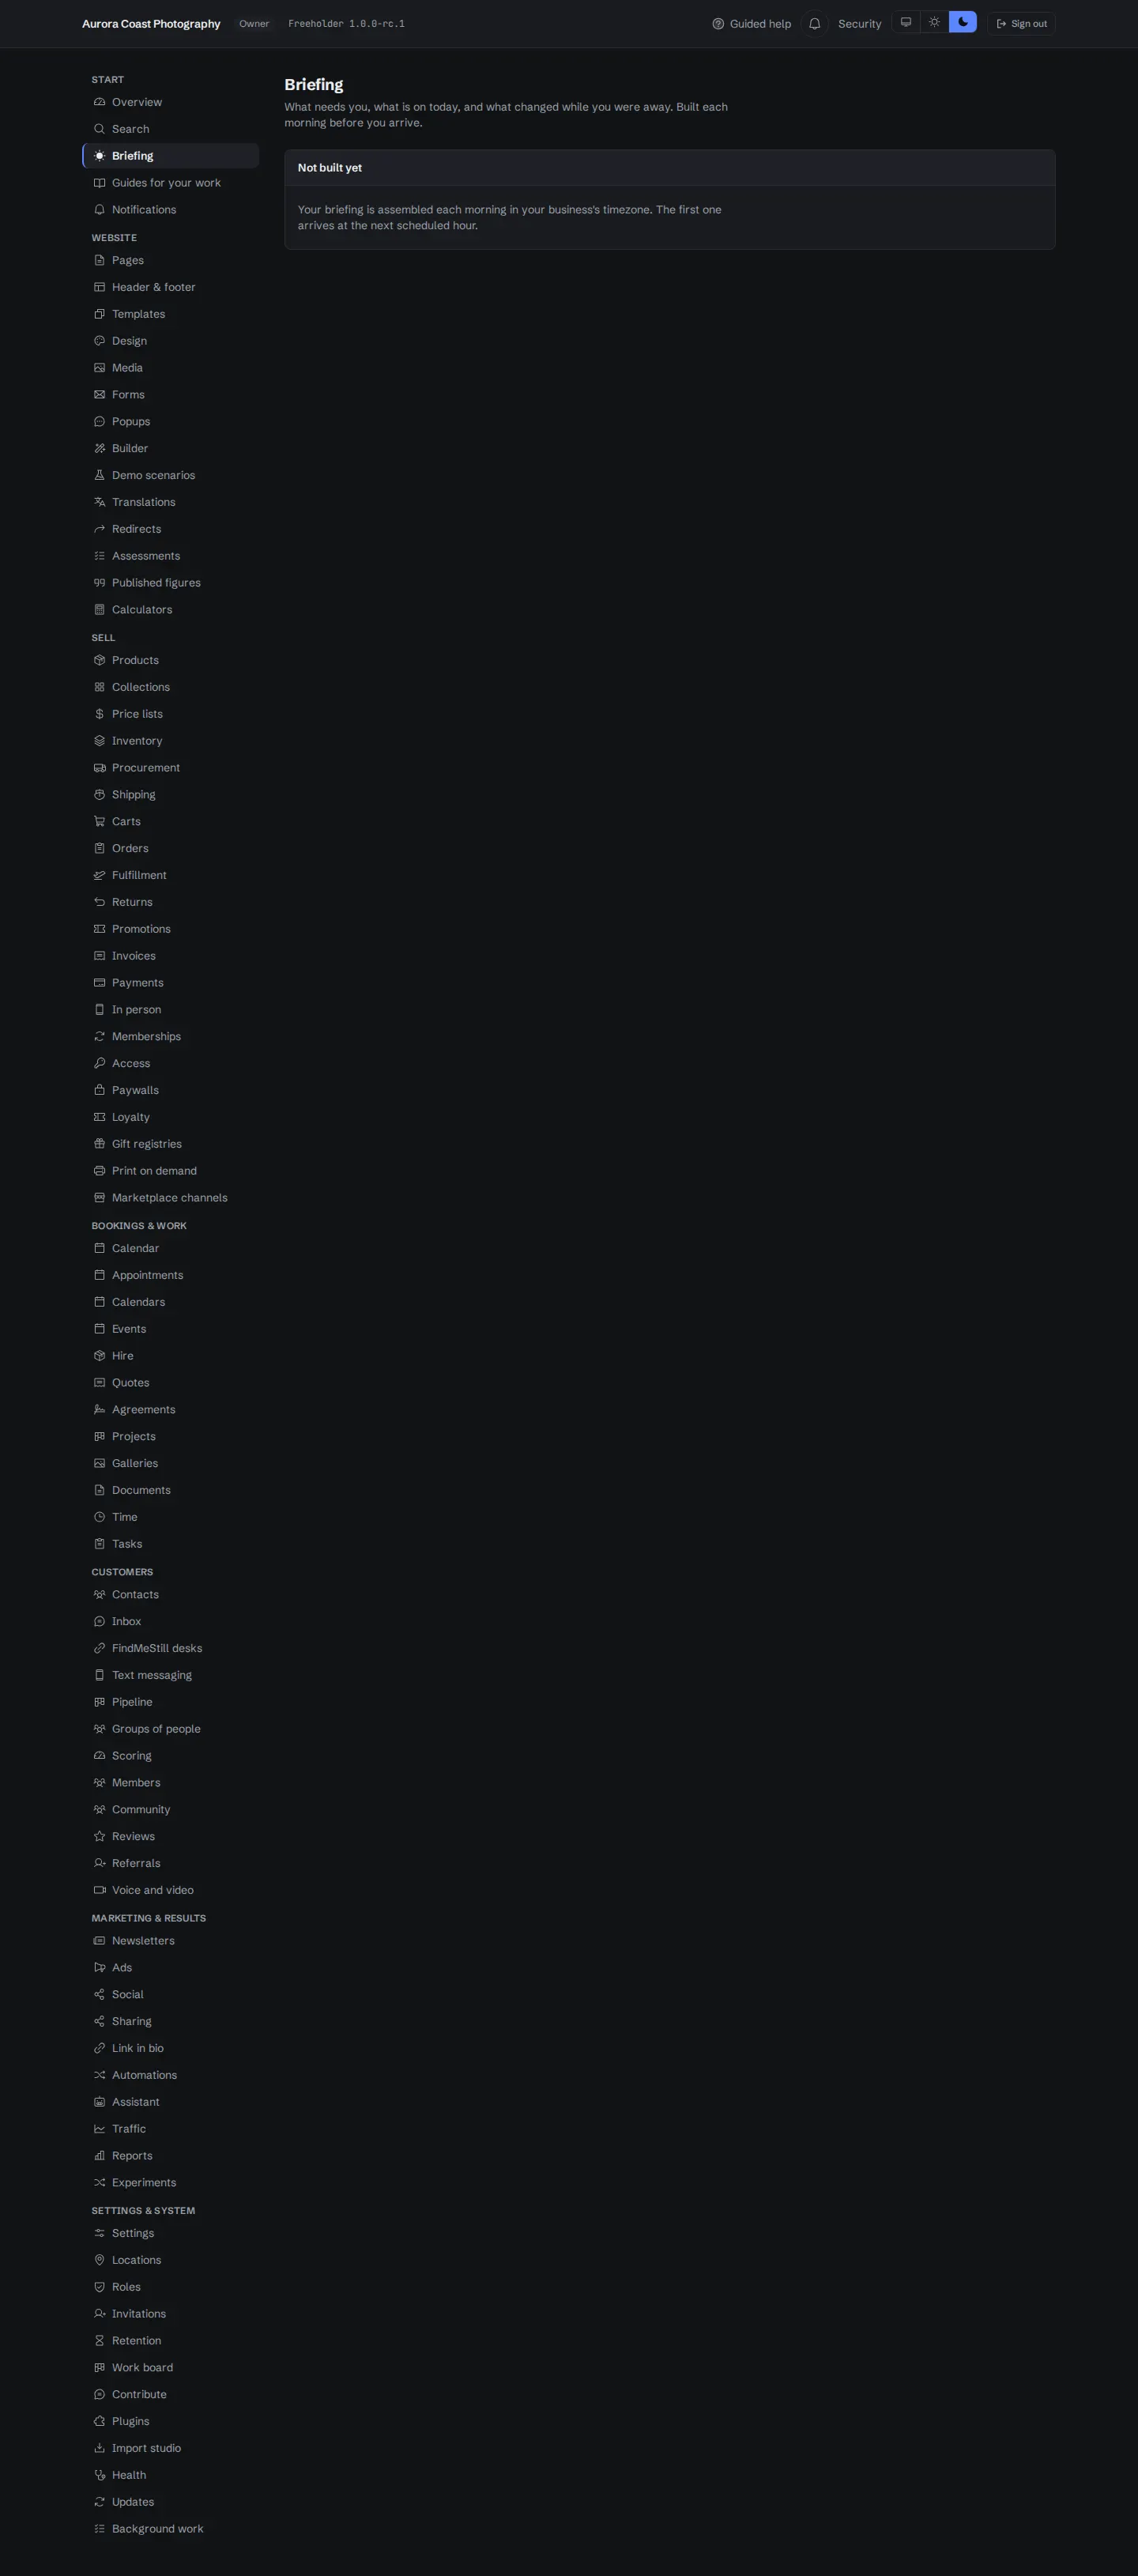 Aurora Coast Photography Owner Freeholder 1.0.0-rc.1 Guided help Security Sign out
START
Overview
Search
Briefing
Guides for your work
Notifications
WEBSITE
Pages
Header & footer
Templates
Design
Media
Forms
Popups
Builder
Demo scenarios
Translations
Redirects
Assessments
Published figures
Calculators
SELL
Products
Collections
Price lists
Inventory
Procurement
Shipping
Carts
Orders
Fulfillment
Returns
Promotions
Invoices
Payments
In person
Memberships
Access
Paywalls
Loyalty
Gift registries
Print on demand
Marketplace channels
BOOKINGS & WORK
Calendar
Appointments
Calendars
Events
Hire
Quotes
Agreements
Projects
Galleries
Documents
Time
Tasks
CUSTOMERS
Contacts
Inbox
FindMeStill desks
Text messaging
Pipeline
Groups of people
Scoring
Members
Community
Reviews
Referrals
Voice and video
MARKETING & RESULTS
Newsletters
Ads
Social
Sharing
Link in bio
Automations
Assistant
Traffic
Reports
Experiments
SETTINGS & SYSTEM
Settings
Locations
Roles
Invitations
Retention
Work board
Contribute
Plugins
Import studio
Health
Updates
Background work
Briefing
What needs you, what is on today, and what changed while you were away. Built each
morning before you arrive.
Not built yet
Your briefing is assembled each morning in your business's timezone. The first one
arrives at the next scheduled hour.